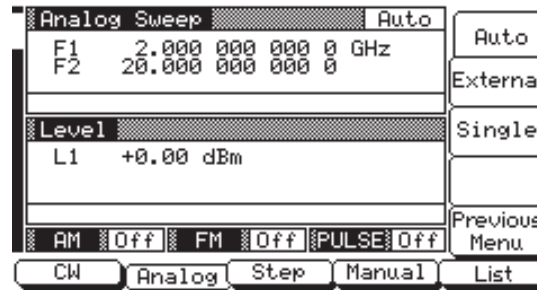 Analog Sweep Auto
F1 2.000 000 000 0 GHz
F2 20.000 000 000 0
Level
L1 +0.00 dBm
AM Off FM Off PULSE Off
Auto
Externa
Single
Previous
Menu
CW Analog Step Manual List